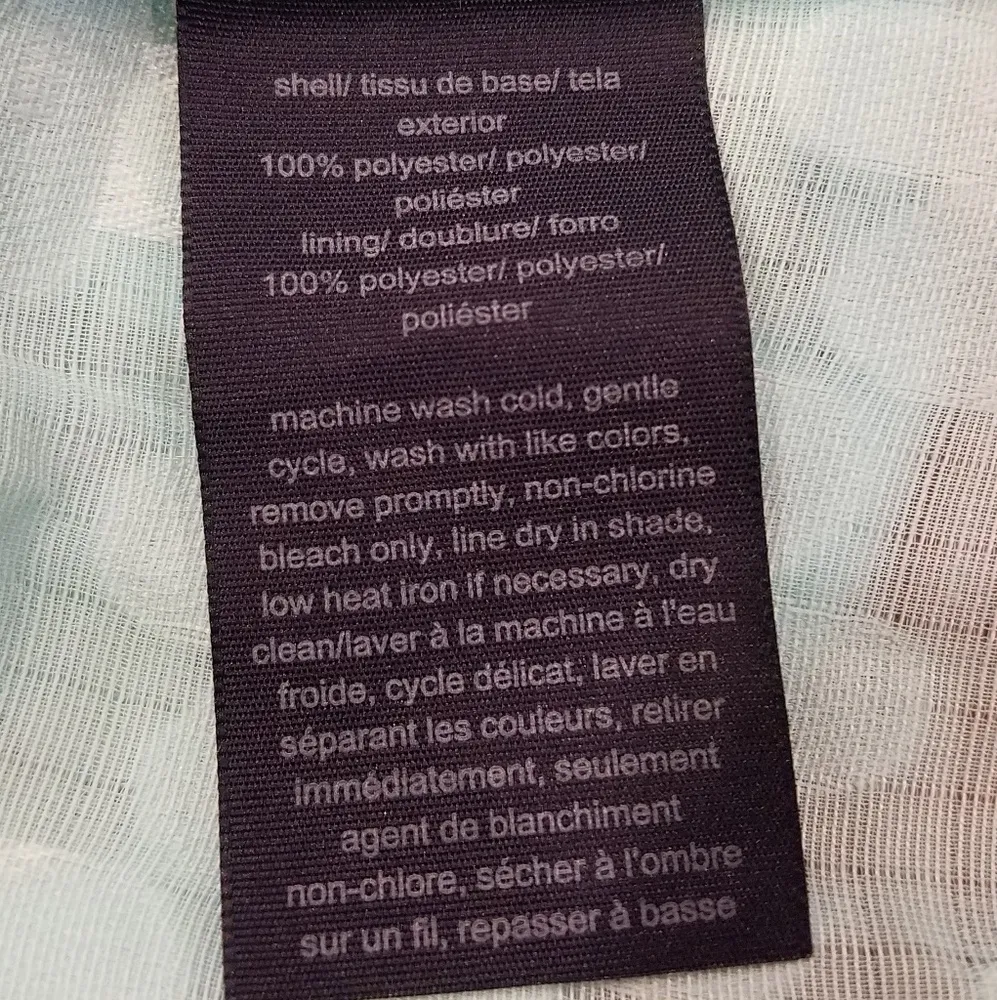 shell/ tissu de base/ tela
exterior
100% polyester/ polyester/
poliéster
lining/ doublure/ forro
100% polyester/ polyester/
poliéster
machine wash cold, gentle
cycle, wash with like colors,
remove promptly, non-chlorine
bleach only, line dry in shade,
low heat iron if necessary, dry
clean/laver à la machine à l'eau
froide, cycle délicat, laver en
séparant les couleurs, retirer
immédiatement, seulement
agent de blanchiment
non-chlore, sécher à l'ombre
sur un fil, repasser à basse